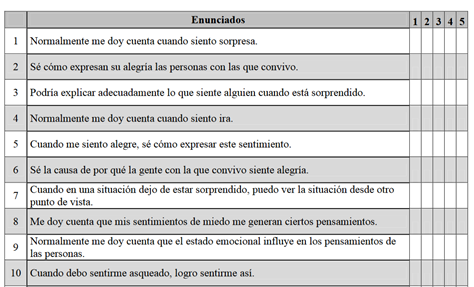 Enunciados 1 2 3 4 5
1 Normalmente me doy cuenta cuando siento sorpresa.
2 Sé cómo expresan su alegría las personas con las que convivo.
3 Podría explicar adecuadamente lo que siente alguien cuando está sorprendido.
4 Normalmente me doy cuenta cuando siento ira.
5 Cuando me siento alegre, sé cómo expresar este sentimiento.
6 Sé la causa de por qué la gente con la que convivo siente alegría.
7 Cuando en una situación dejo de estar sorprendido, puedo ver la situación desde otro
punto de vista.
8 Me doy cuenta que mis sentimientos de miedo me generan ciertos pensamientos.
9 Normalmente me doy cuenta que el estado emocional influye en los pensamientos de
las personas.
10 Cuando debo sentirme asqueado, logro sentirme así.